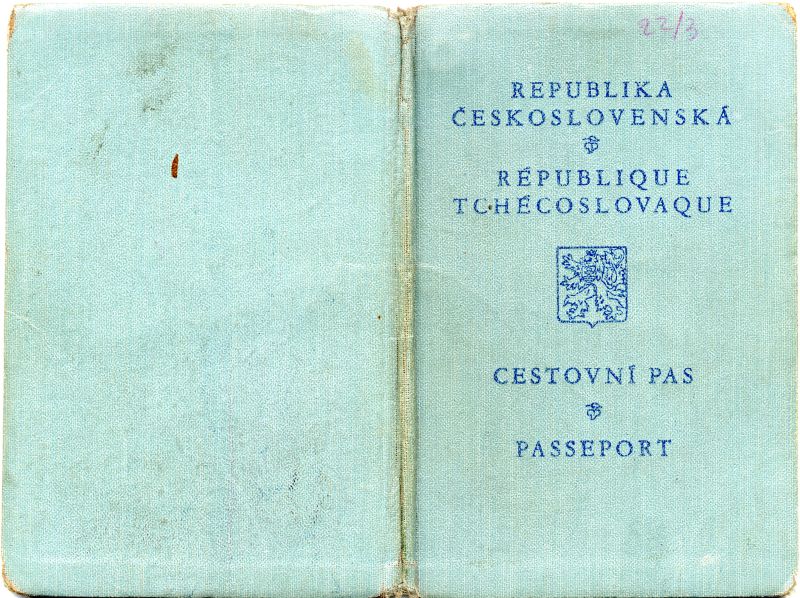 22/3
REPUBLIKA
ČESKOSLOVENSKÁ
RÉPUBLIQUE
TCHÉCOSLOVAQUE
CESTOVNÍ PAS
PASSEPORT